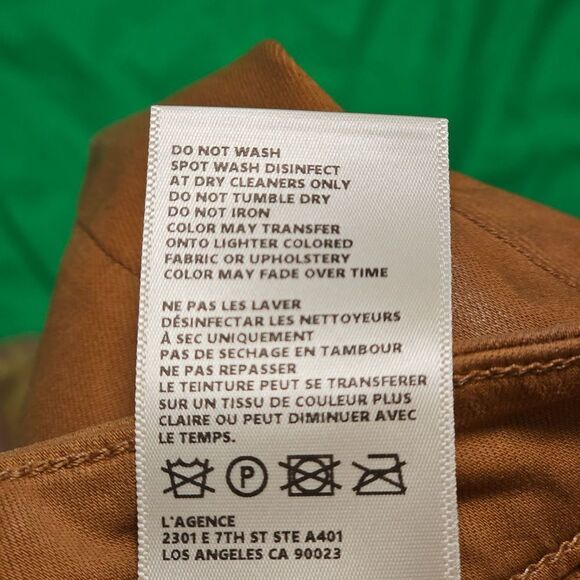 DO NOT WASH
SPOT WASH DISINFECT
AT DRY CLEANERS ONLY
DO NOT TUMBLE DRY
DO NOT IRON
COLOR MAY TRANSFER
ONTO LIGHTER COLORED
FABRIC OR UPHOLSTERY
COLOR MAY FADE OVER TIME
NE PAS LES LAVER
DÉSINFECTAR LES NETTOYEURS
À SEC UNIQUEMENT
PAS DE SECHAGE EN TAMBOUR
NE PAS REPASSER
LE TEINTURE PEUT SE TRANSFERER
SUR UN TISSU DE COULEUR PLUS
CLAIRE OU PEUT DIMINUER AVEC
LE TEMPS.
P
L'AGENCE
2301 E 7TH ST STE A401
LOS ANGELES CA 90023